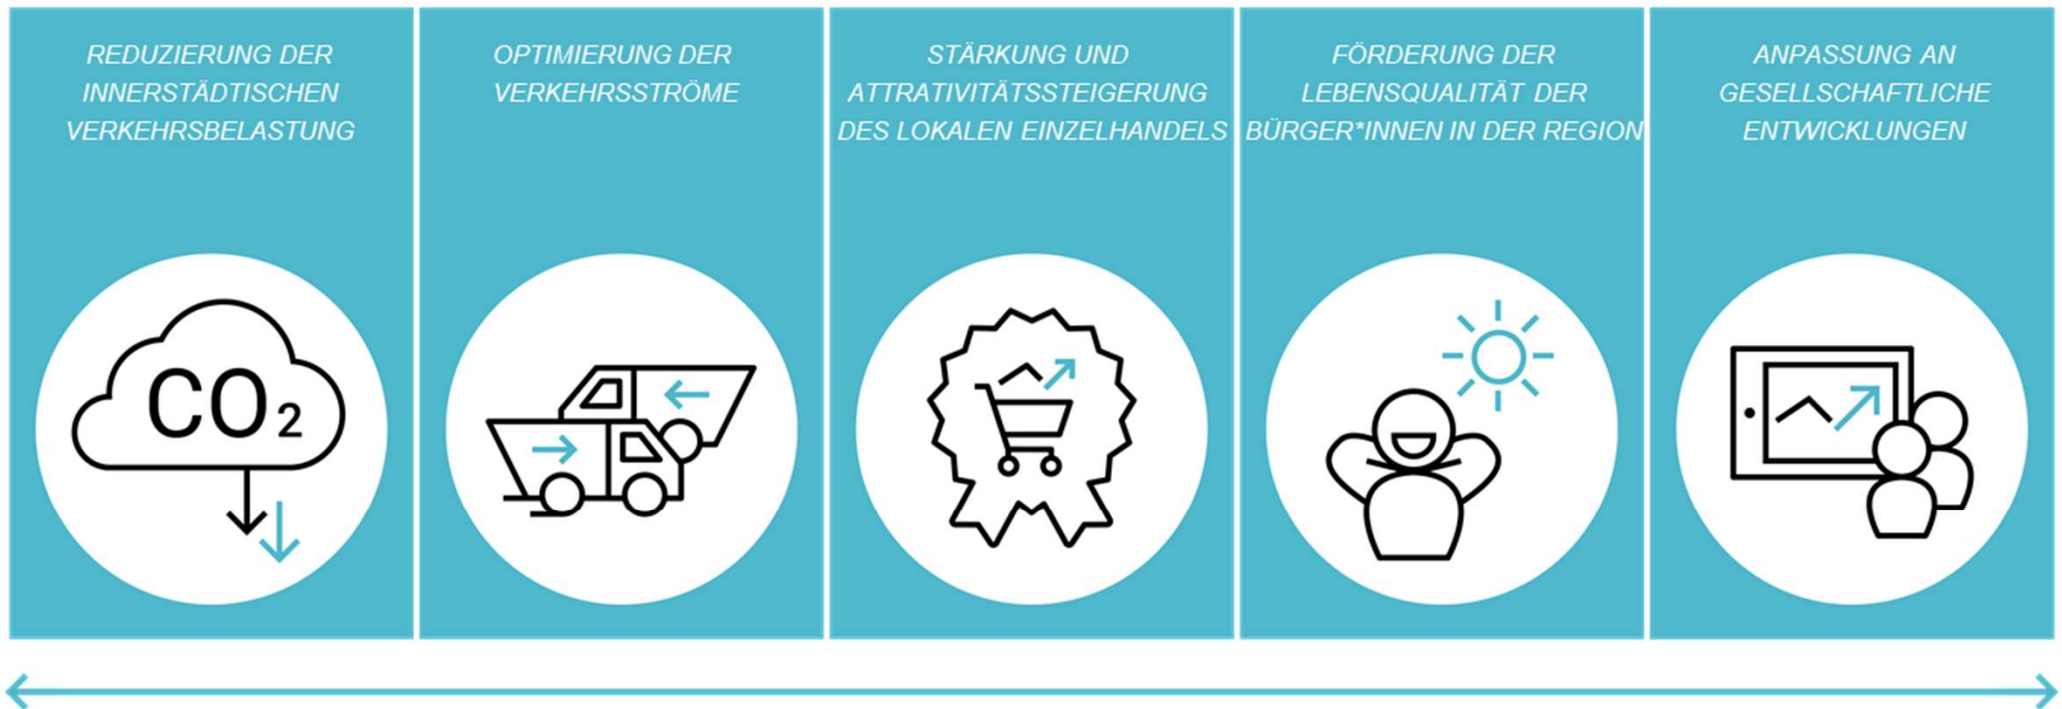 REDUZIERUNG DER
INNERSTÄDTISCHEN
VERKEHRSBELASTUNG
OPTIMIERUNG DER
VERKEHRSSTRÖME
STÄRKUNG UND
ATTRATIVITÄTSSTEIGERUNG
DES LOKALEN EINZELHANDELS
FÖRDERUNG DER
LEBENSQUALITÄT DER
BÜRGER*INNEN IN DER REGION
ANPASSUNG AN
GESELLSCHAFTLICHE
ENTWICKLUNGEN
CO₂